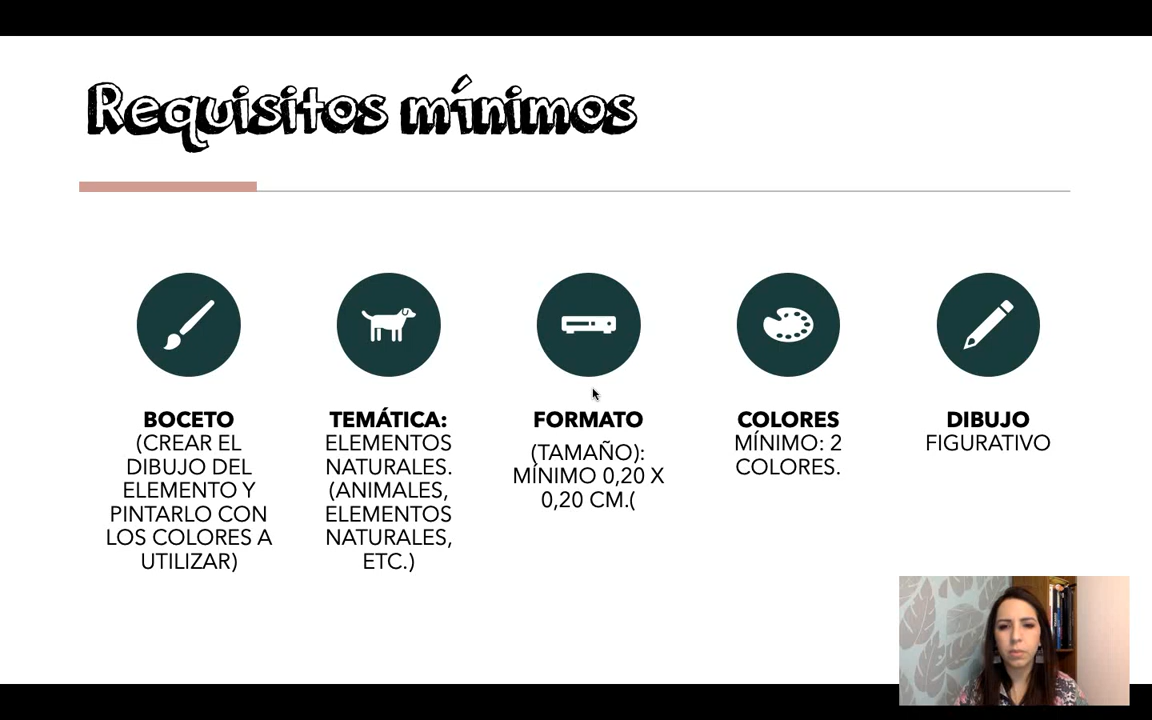 Requisitos mínimos
BOCETO
(CREAR EL
DIBUJO DEL
ELEMENTO Y
PINTARLO CON
LOS COLORES A
UTILIZAR)
TEMÁTICA:
ELEMENTOS
NATURALES.
(ANIMALES,
ELEMENTOS
NATURALES,
ETC.)
FORMATO
(TAMAÑO):
MÍNIMO 0,20 X
0,20 CM.(
COLORES
MÍNIMO: 2
COLORES.
DIBUJO
FIGURATIVO